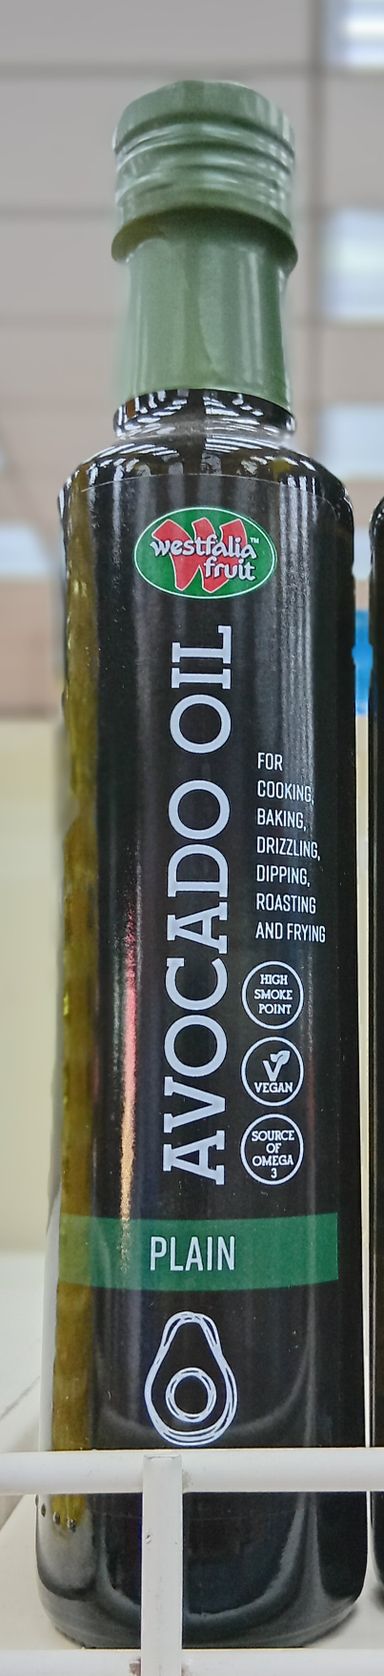 westfalia™
fruit
AVOCADO OIL
FOR
COOKING,
BAKING,
DRIZZLING,
DIPPING,
ROASTING
AND FRYING
HIGH
SMOKE
POINT
VEGAN
SOURCE
OF
OMEGA
3
PLAIN